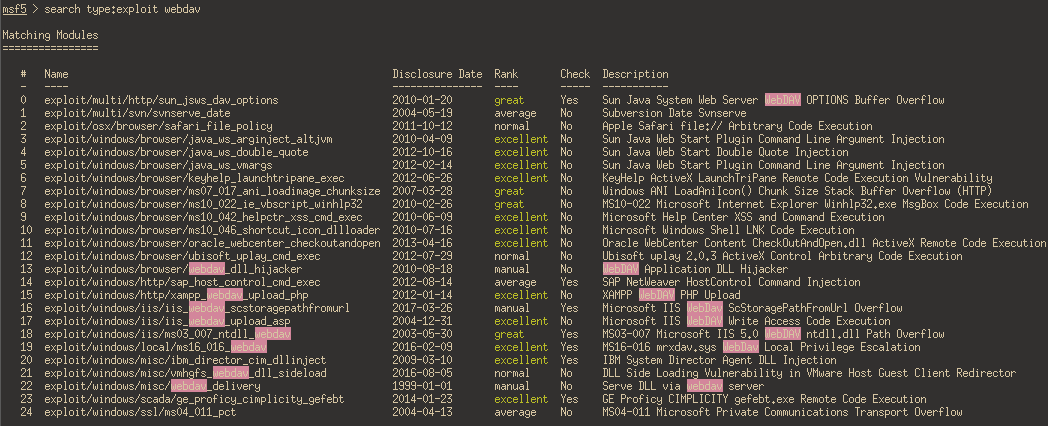 msf5 > search type:exploit webdav
Matching Modules
================
# Name Disclosure Date Rank Check Description
- ---- --------------- ---- ----- -----------
0 exploit/multi/http/sun_jsws_dav_options 2010-01-20 great Yes Sun Java System Web Server WebDAV OPTIONS Buffer Overflow
1 exploit/multi/svn/svnserve_date 2004-05-19 average No Subversion Date Svnserve
2 exploit/osx/browser/safari_file_policy 2011-10-12 normal No Apple Safari file:// Arbitrary Code Execution
3 exploit/windows/browser/java_ws_arginject_altjvm 2010-04-09 excellent No Sun Java Web Start Plugin Command Line Argument Injection
4 exploit/windows/browser/java_ws_double_quote 2012-10-16 excellent No Sun Java Web Start Double Quote Injection
5 exploit/windows/browser/java_ws_vmargs 2012-02-14 excellent No Sun Java Web Start Plugin Command Line Argument Injection
6 exploit/windows/browser/keyhelp_launchtripane_exec 2012-06-26 excellent No KeyHelp ActiveX LaunchTriPane Remote Code Execution Vulnerability
7 exploit/windows/browser/ms07_017_ani_loadimage_chunksize 2007-03-28 great No Windows ANI LoadAniIcon() Chunk Size Stack Buffer Overflow (HTTP)
8 exploit/windows/browser/ms10_022_ie_vbscript_winhlp32 2010-02-26 great No MS10-022 Microsoft Internet Explorer Winhlp32.exe MsgBox Code Execution
9 exploit/windows/browser/ms10_042_helpctr_xss_cmd_exec 2010-06-09 excellent No Microsoft Help Center XSS and Command Execution
10 exploit/windows/browser/ms10_046_shortcut_icon_dllloader 2010-07-16 excellent No Microsoft Windows Shell LNK Code Execution
11 exploit/windows/browser/oracle_webcenter_checkoutandopen 2013-04-16 excellent No Oracle WebCenter Content CheckOutAndOpen.dll ActiveX Remote Code Execution
12 exploit/windows/browser/ubisoft_uplay_cmd_exec 2012-07-29 normal No Ubisoft uplay 2.0.3 ActiveX Control Arbitrary Code Execution
13 exploit/windows/browser/webdav_dll_hijacker 2010-08-18 manual No WebDAV Application DLL Hijacker
14 exploit/windows/http/sap_host_control_cmd_exec 2012-08-14 average Yes SAP NetWeaver HostControl Command Injection
15 exploit/windows/http/xampp_webdav_upload_php 2012-01-14 excellent No XAMPP WebDAV PHP Upload
16 exploit/windows/iis/iis_webdav_scstoragepathfromurl 2017-03-26 manual Yes Microsoft IIS WebDav ScStoragePathFromUrl Overflow
17 exploit/windows/iis/iis_webdav_upload_asp 2004-12-31 excellent No Microsoft IIS WebDAV Write Access Code Execution
18 exploit/windows/iis/ms03_007_ntdll_webdav 2003-05-30 great Yes MS03-007 Microsoft IIS 5.0 WebDAV ntdll.dll Path Overflow
19 exploit/windows/local/ms16_016_webdav 2016-02-09 excellent Yes MS16-016 mrxdav.sys WebDav Local Privilege Escalation
20 exploit/windows/misc/ibm_director_cim_dllinject 2009-03-10 excellent Yes IBM System Director Agent DLL Injection
21 exploit/windows/misc/vmhgfs_webdav_dll_sideload 2016-08-05 normal No DLL Side Loading Vulnerability in VMware Host Guest Client Redirector
22 exploit/windows/misc/webdav_delivery 1999-01-01 manual No Serve DLL via webdav server
23 exploit/windows/scada/ge_proficy_cimplicity_gefebt 2014-01-23 excellent Yes GE Proficy CIMPLICITY gefebt.exe Remote Code Execution
24 exploit/windows/ssl/ms04_011_pct 2004-04-13 average No MS04-011 Microsoft Private Communications Transport Overflow